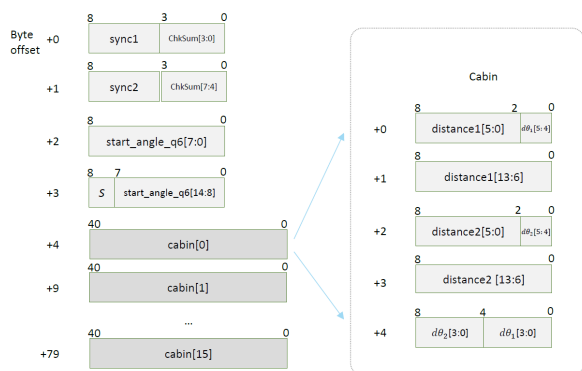 Byte
offset
8 3 0
+0 sync1 ChkSum[3:0]
8 3 0
+1 sync2 ChkSum[7:4]
8 0
+2 start_angle_q6[7:0]
8 7 0
+3 S start_angle_q6[14:8]
40 0
+4 cabin[0]
40 0
+9 cabin[1]
...
40 0
+79 cabin[15]
Cabin
8 2 0
+0 distance1[5:0] dθ₁[5:4]
8 0
+1 distance1[13:6]
8 2 0
+2 distance2[5:0] dθ₂[5:4]
8 0
+3 distance2 [13:6]
8 4 0
+4 dθ₂[3:0] dθ₁[3:0]